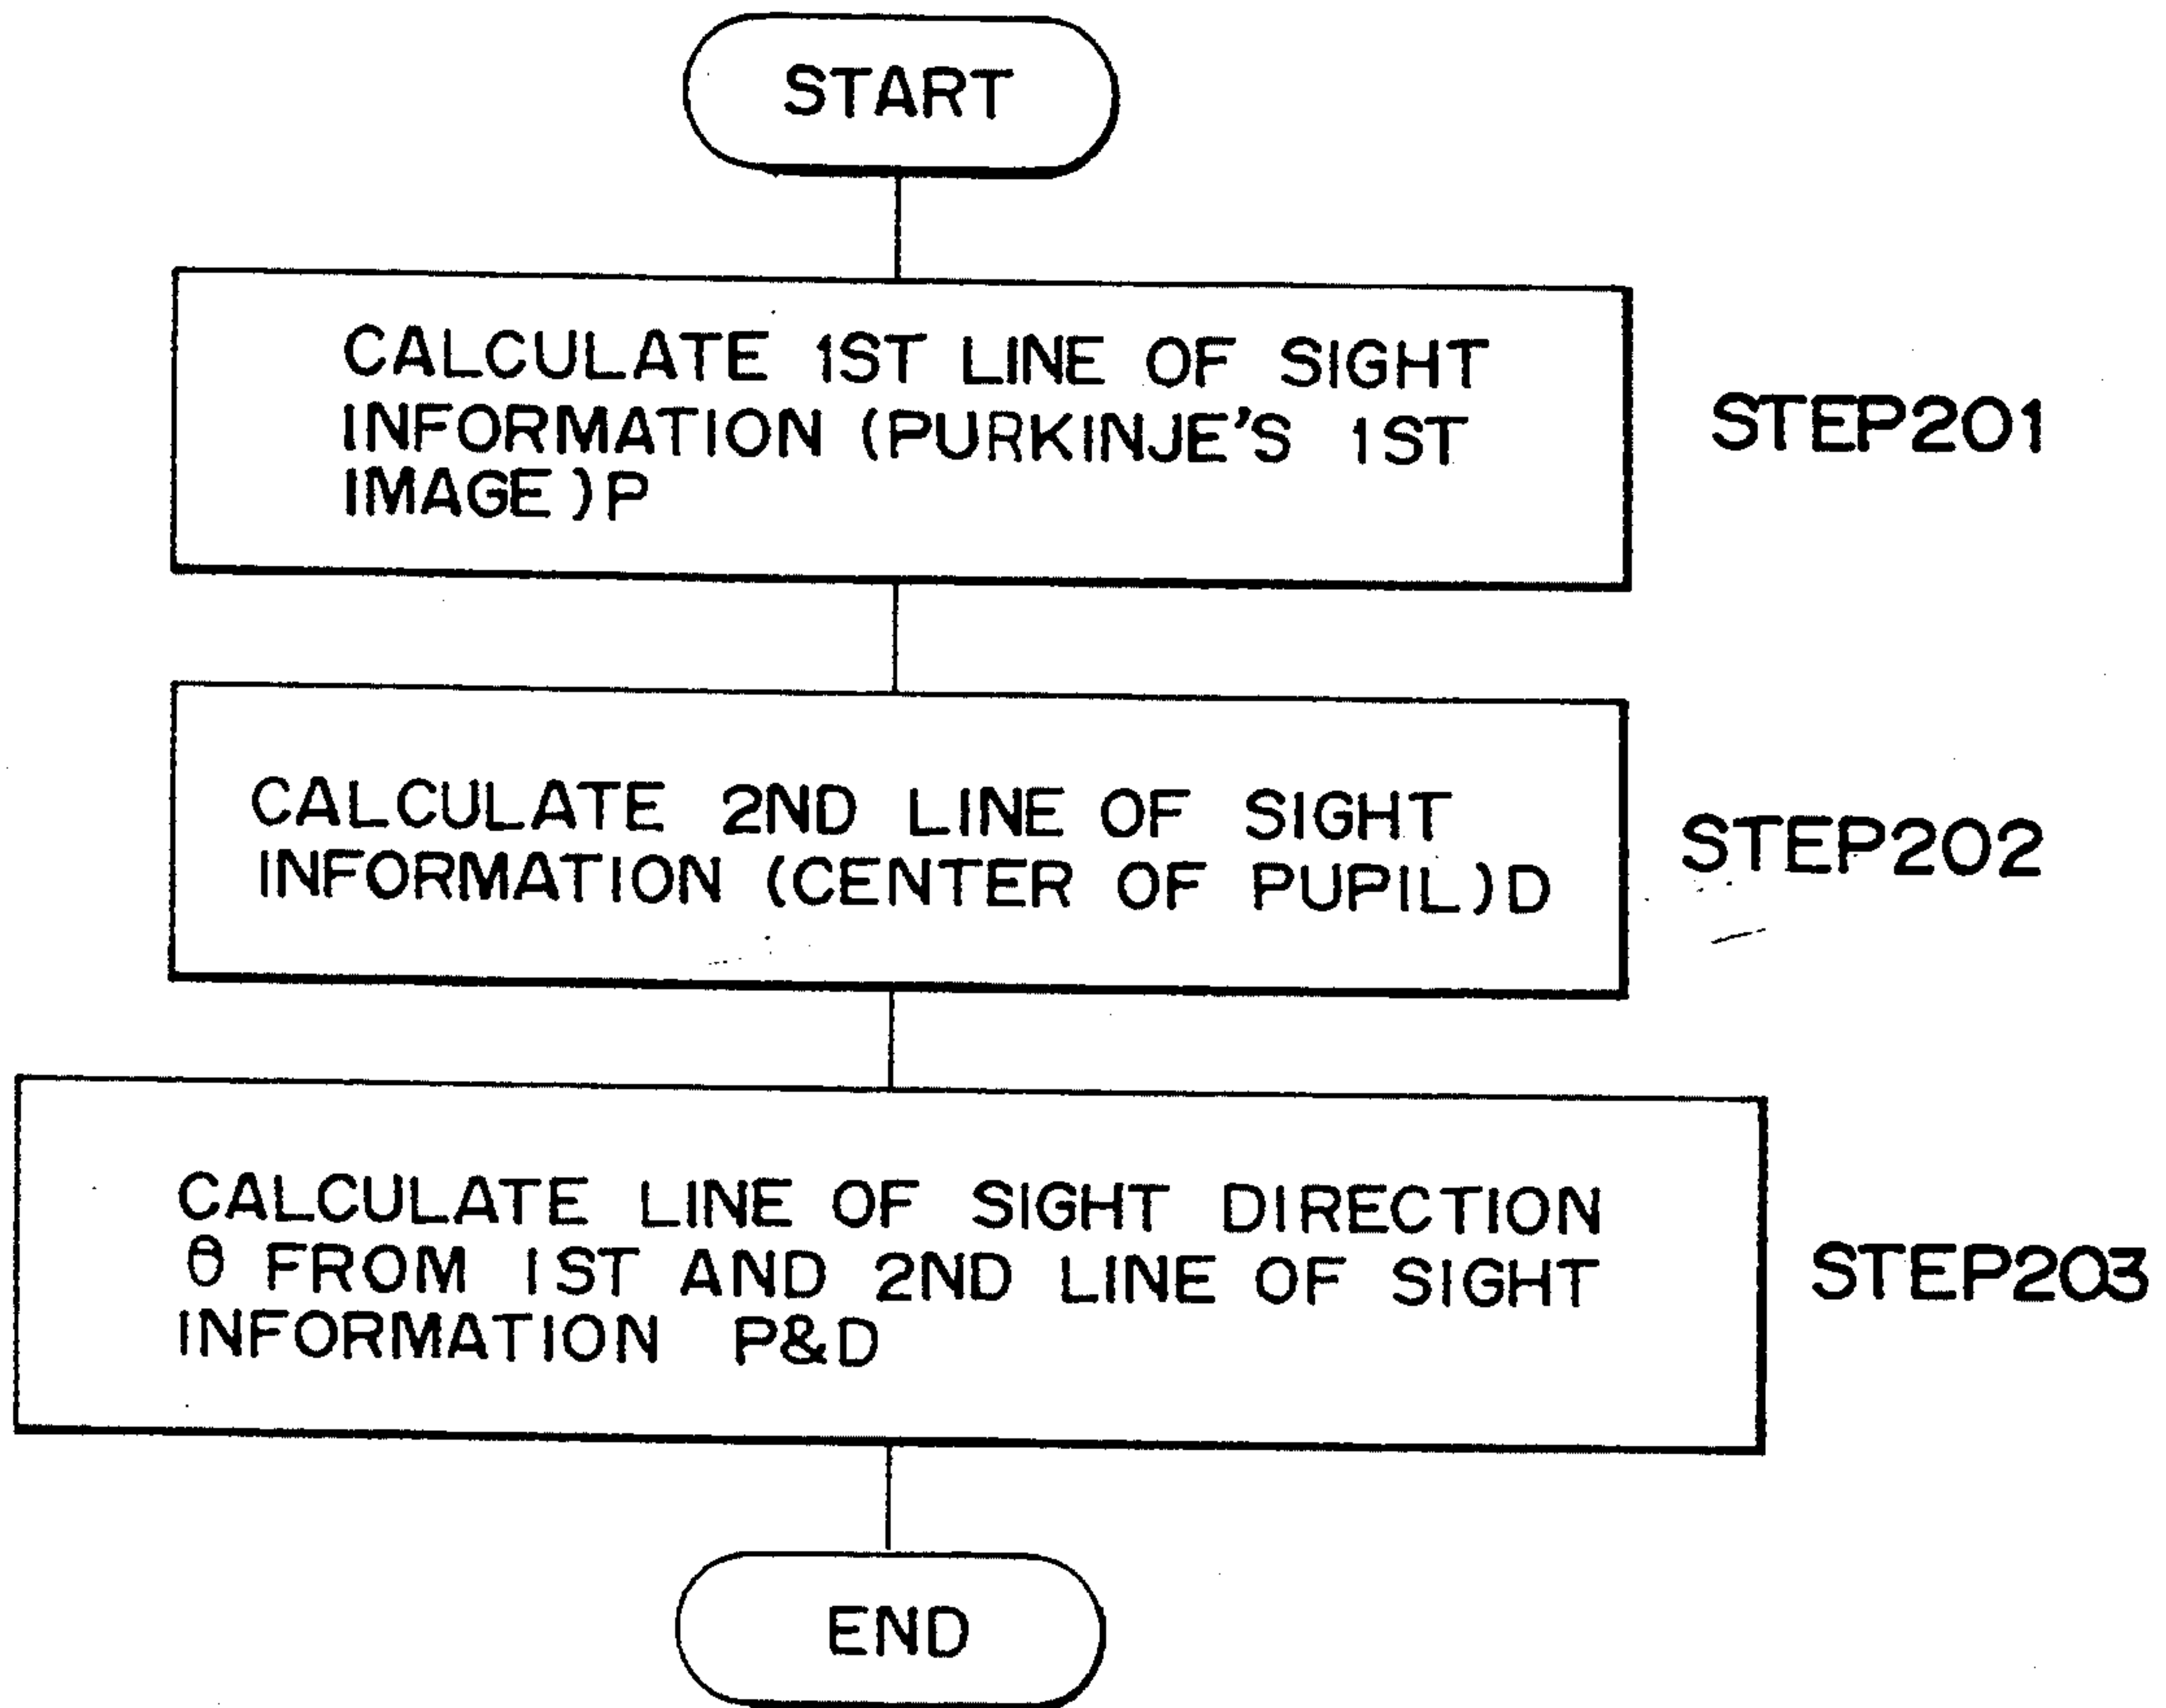 START
CALCULATE 1ST LINE OF SIGHT
INFORMATION (PURKINJE'S 1ST
IMAGE)P
STEP201
CALCULATE 2ND LINE OF SIGHT
INFORMATION (CENTER OF PUPIL)D
STEP202
CALCULATE LINE OF SIGHT DIRECTION
θ FROM 1ST AND 2ND LINE OF SIGHT
INFORMATION P&D
STEP203
END